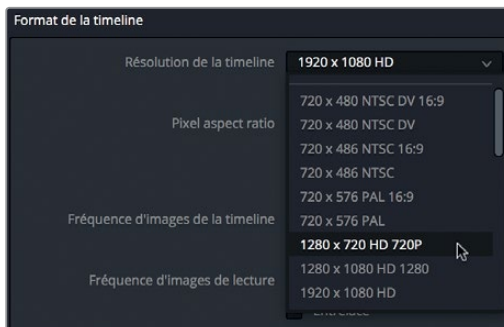 Format de la timeline
Résolution de la timeline 1920 x 1080 HD
720 x 480 NTSC DV 16:9
Pixel aspect ratio 720 x 480 NTSC DV
720 x 486 NTSC 16:9
720 x 486 NTSC
720 x 576 PAL 16:9
Fréquence d'images de la timeline 720 x 576 PAL
1280 x 720 HD 720P
1280 x 1080 HD 1280
Fréquence d'images de lecture 1920 x 1080 HD